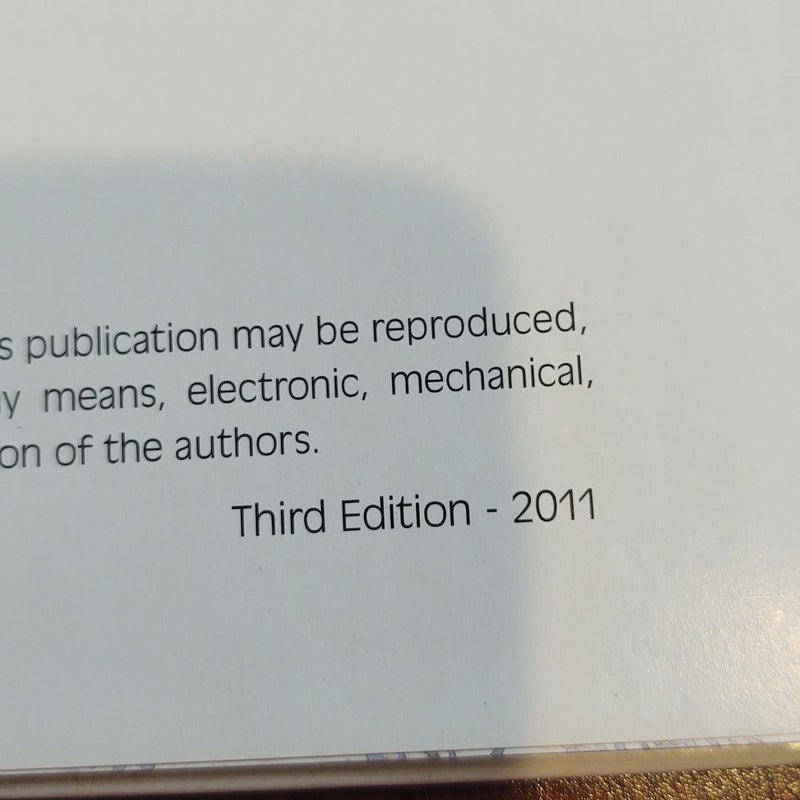 s publication may be reproduced,
y means, electronic, mechanical,
on of the authors.
Third Edition - 2011